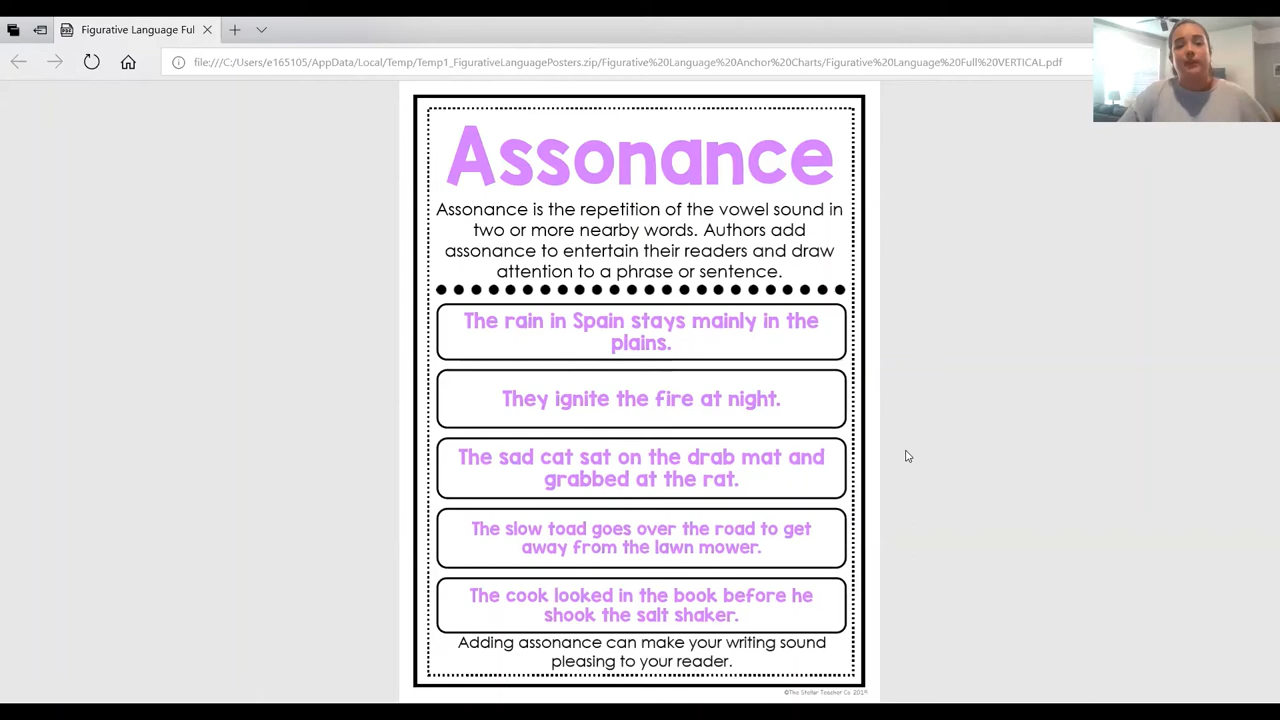 Figurative Language Ful
file:///C:/Users/e165105/AppData/Local/Temp/Temp1_FigurativeLanguagePosters.zip/Figurative%20Language%20Anchor%20Charts/Figurative%20Language%20Full%20VERTICAL.pdf
Assonance
Assonance is the repetition of the vowel sound in
two or more nearby words. Authors add
assonance to entertain their readers and draw
attention to a phrase or sentence.
The rain in Spain stays mainly in the
plains.
They ignite the fire at night.
The sad cat sat on the drab mat and
grabbed at the rat.
The slow toad goes over the road to get
away from the lawn mower.
The cook looked in the book before he
shook the salt shaker.
Adding assonance can make your writing sound
pleasing to your reader.
©The Stellar Teacher Co. 2019